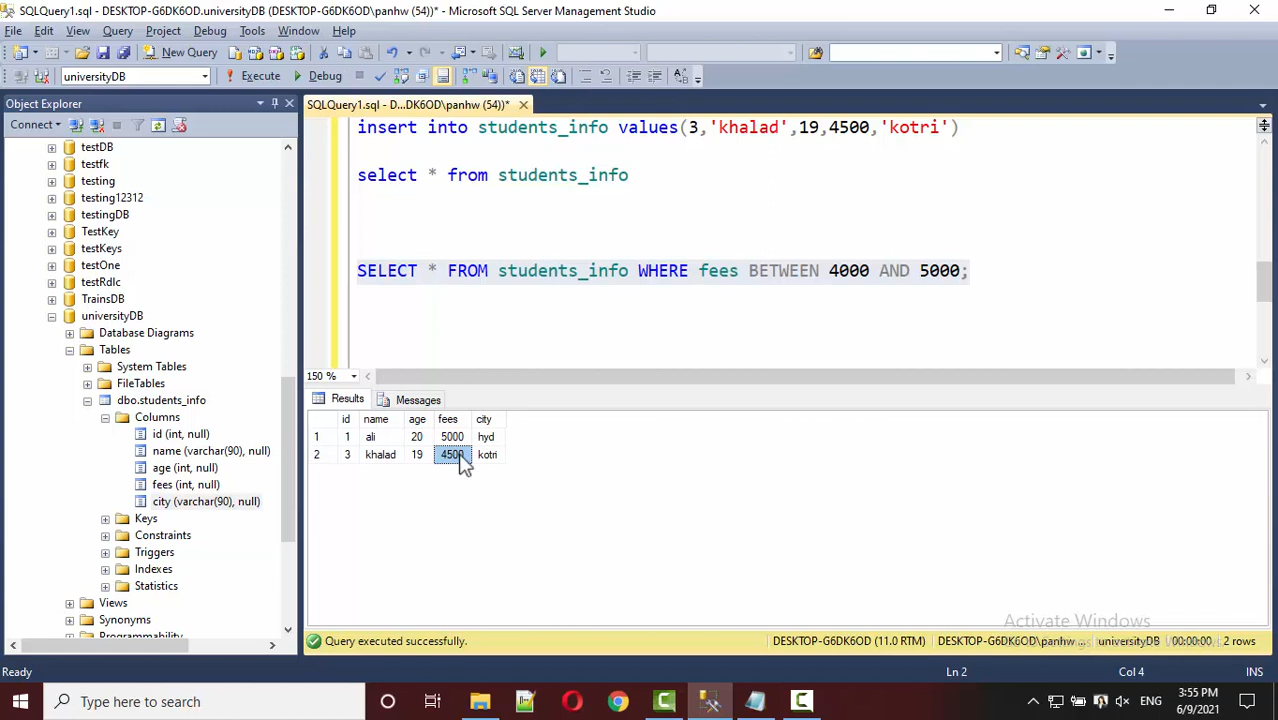 SQLQuery1.sql - DESKTOP-G6DK6OD.universityDB (DESKTOP-G6DK6OD\panhw (54))* - Microsoft SQL Server Management Studio
File Edit View Query Project Debug Tools Window Help
New Query
universityDB Execute Debug
Object Explorer
SQLQuery1.sql - D...DK6OD\panhw (54))*
Connect
testDB
testfk
testing
testing12312
testingDB
TestKey
testKeys
testOne
testRdlc
TrainsDB
universityDB
Database Diagrams
Tables
System Tables
FileTables
dbo.students_info
Columns
id (int, null)
name (varchar(90), null)
age (int, null)
fees (int, null)
city (varchar(90), null)
Keys
Constraints
Triggers
Indexes
Statistics
Views
Synonyms
Programmability
insert into students_info values(3,'khalad',19,4500,'kotri')
select * from students_info
SELECT * FROM students_info WHERE fees BETWEEN 4000 AND 5000;
150 %
Results Messages
id name age fees city
1 1 ali 20 5000 hyd
2 3 khalad 19 4500 kotri
Activate Windows
Query executed successfully. DESKTOP-G6DK6OD (11.0 RTM) DESKTOP-G6DK6OD\panhw ... universityDB 00:00:00 2 rows
Ready Ln 2 Col 4 INS
Type here to search
ENG
3:55 PM
6/9/2021